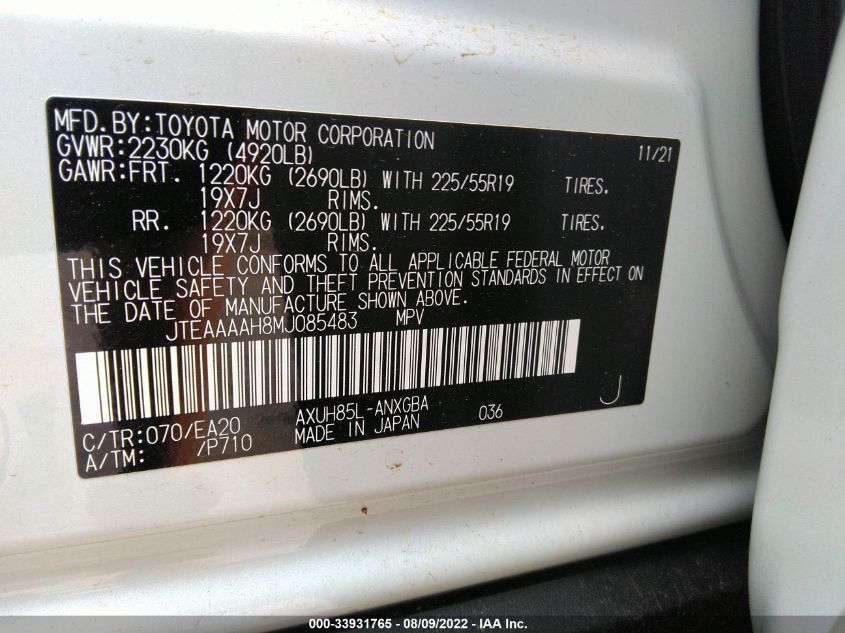 MFD.BY:TOYOTA MOTOR CORPORATION 11/21
GVWR:2230KG (4920LB)
GAWR:FRT. 1220KG (2690LB) WITH 225/55R19 TIRES.
19X7J RIMS.
RR. 1220KG (2690LB) WITH 225/55R19 TIRES.
19X7J RIMS.
THIS VEHICLE CONFORMS TO ALL APPLICABLE FEDERAL MOTOR
VEHICLE SAFETY AND THEFT PREVENTION STANDARDS IN EFFECT ON
THE DATE OF MANUFACTURE SHOWN ABOVE.
JTEAAAAH8MJ085483 MPV
C/TR:070/EA20 AXUH85L-ANXGBA 036 J
A/TM: /P710 MADE IN JAPAN
000-33931765 - 08/09/2022 - IAA Inc.